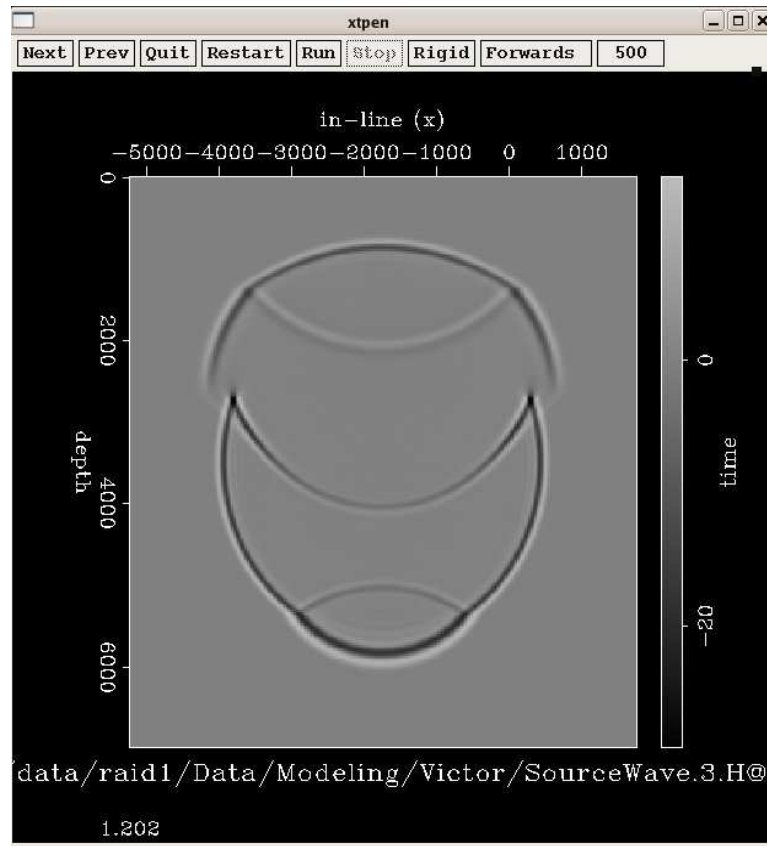 xtpen
Next Prev Quit Restart Run Stop Rigid Forwards 500
in-line (x)
-5000 -4000 -3000 -2000 -1000 0 1000
0
2000
4000
6000
depth
0
-20
time
/data/raid1/Data/Modeling/Victor/SourceWave.3.H@
1.202